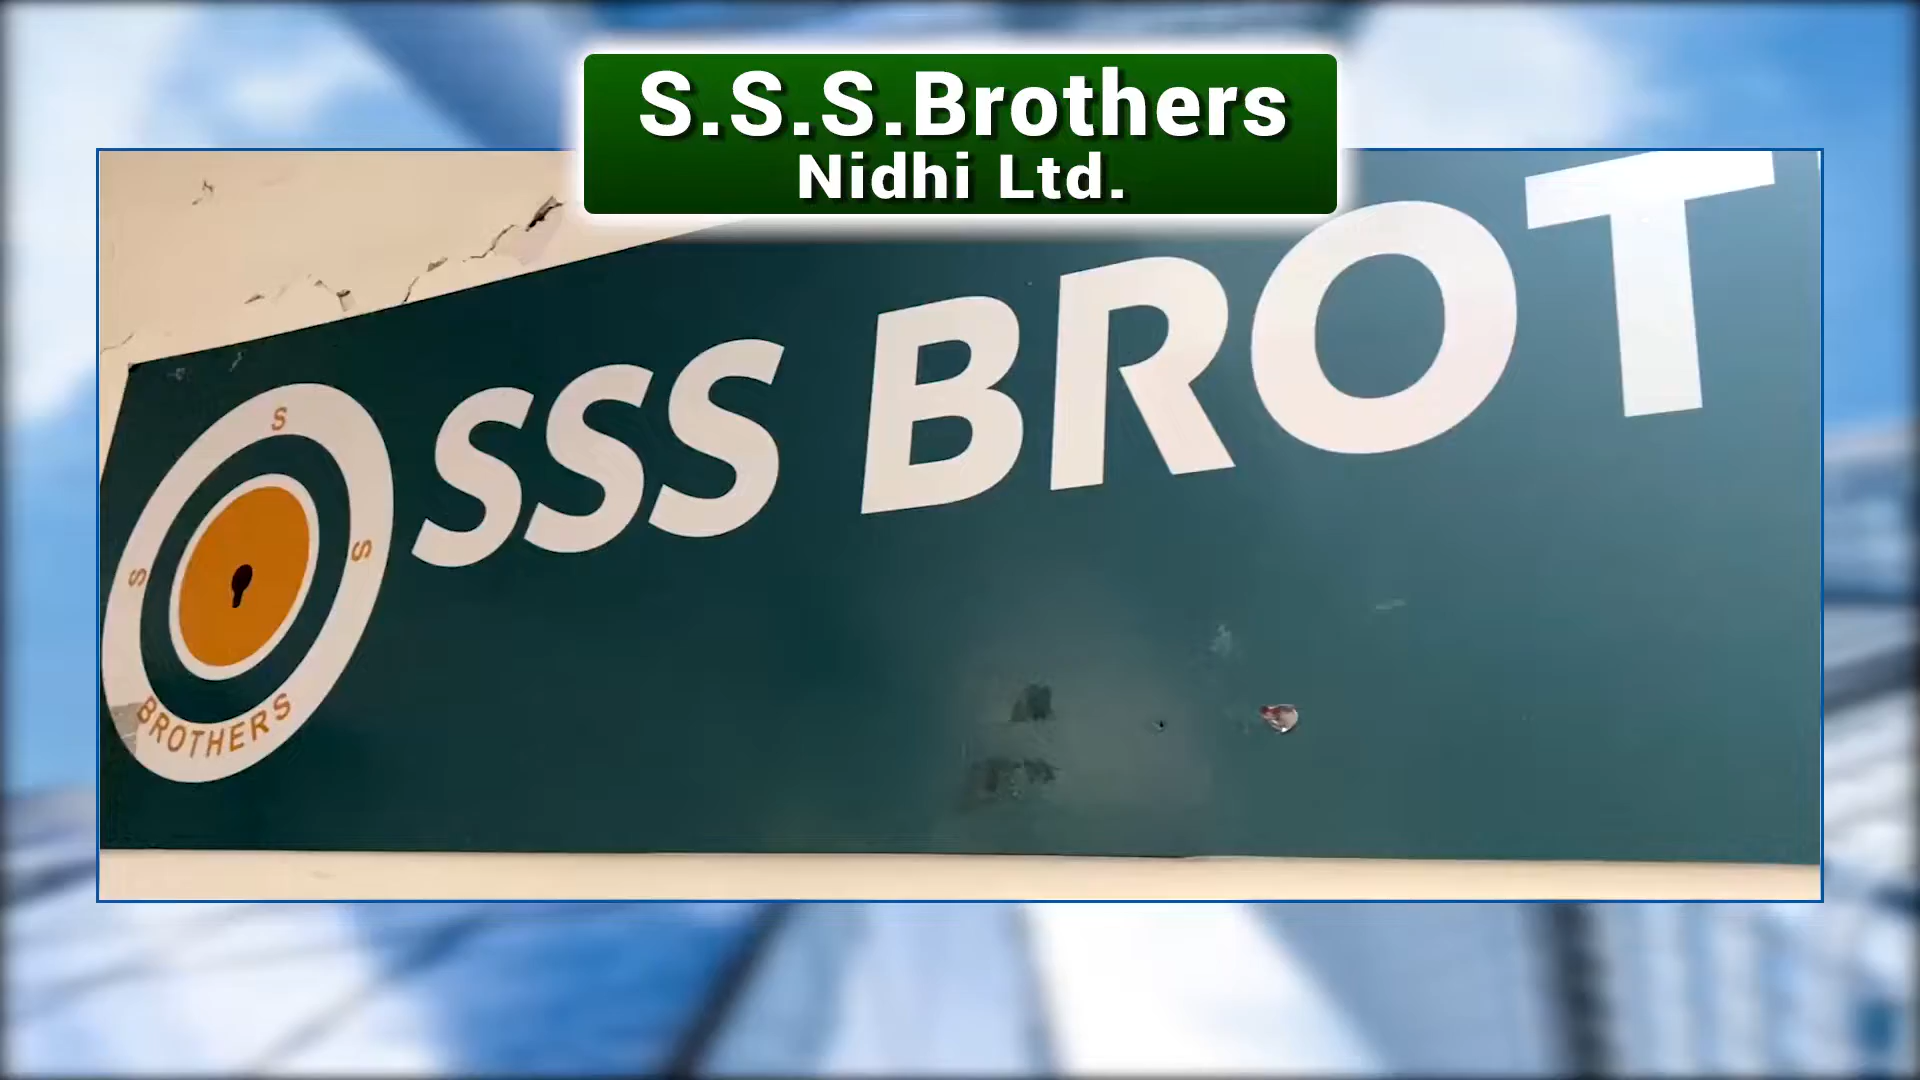 S.S.S.Brothers
Nidhi Ltd.
SSS BROT
S
S
S
BROTHERS